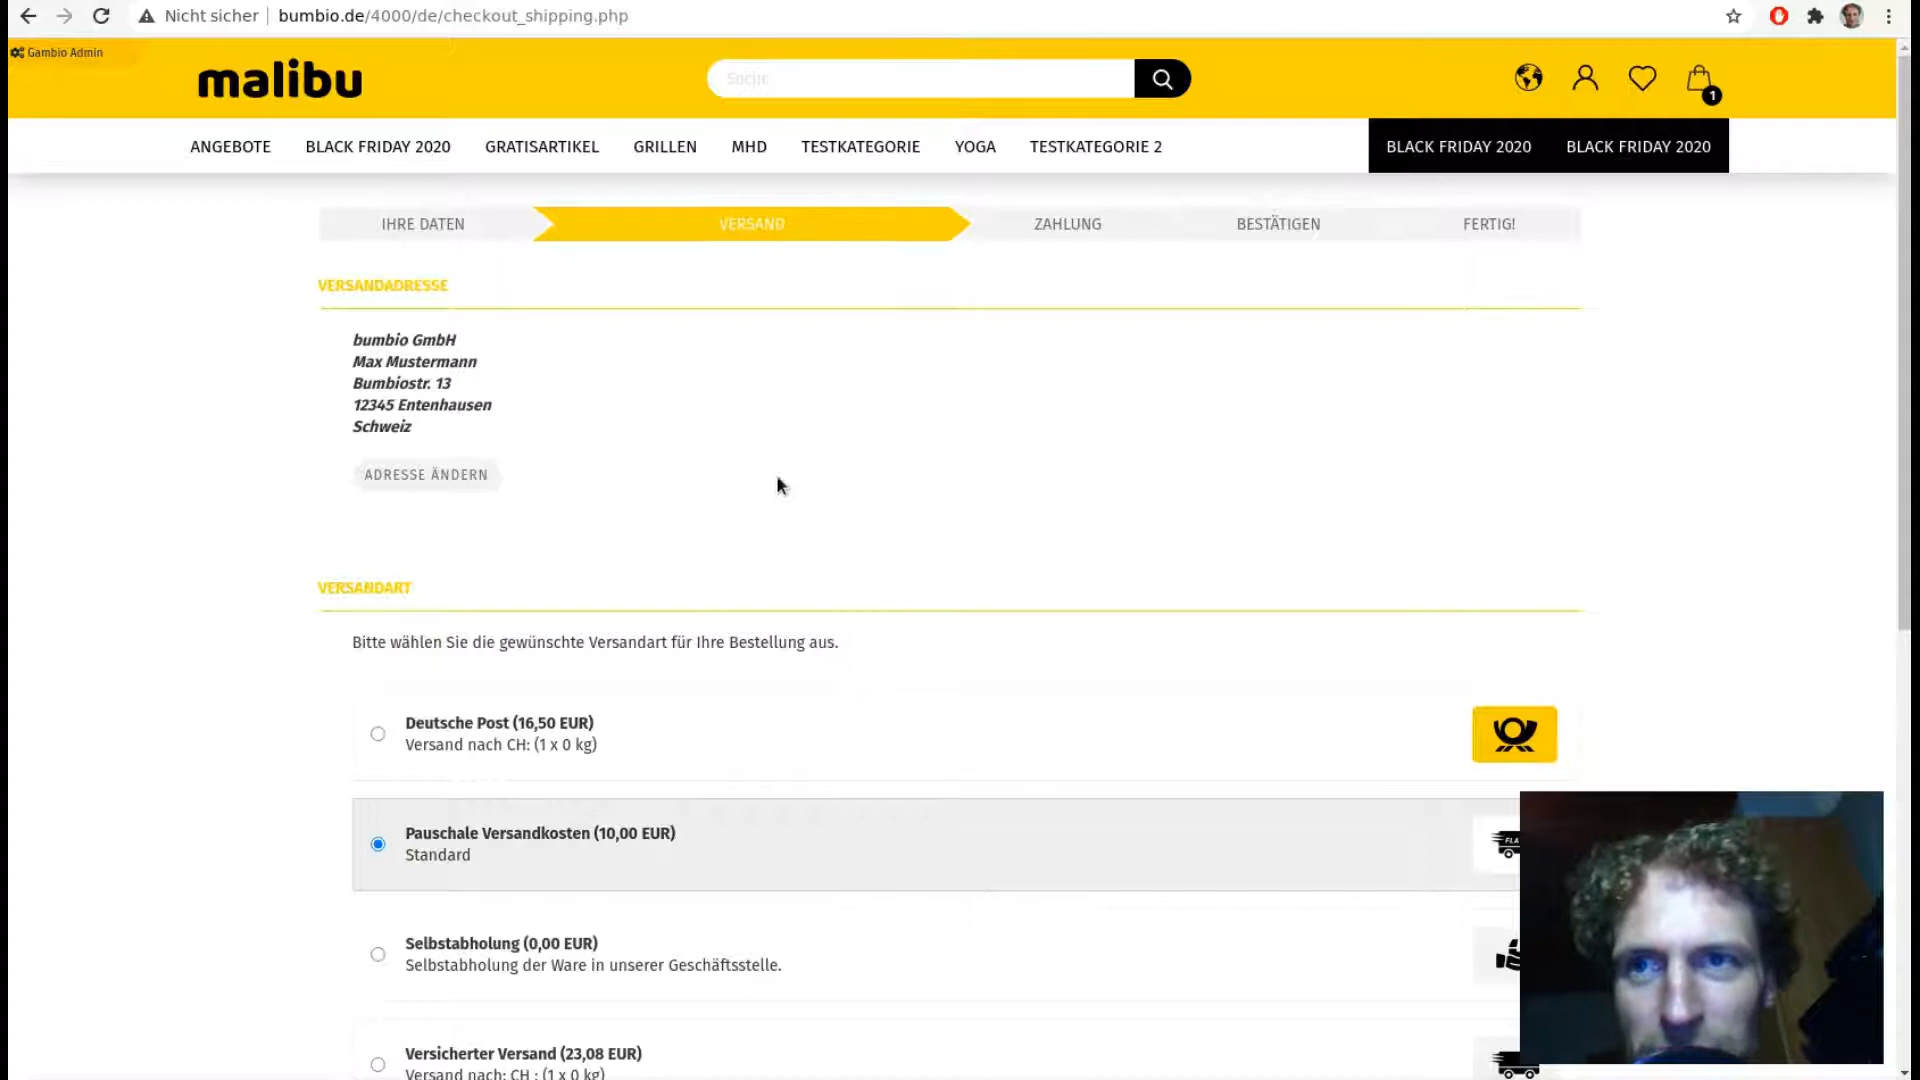 Nicht sicher
bumbio.de/4000/de/checkout_shipping.php
Gambio Admin
malibu
Suche
1
ANGEBOTE
BLACK FRIDAY 2020
GRATISARTIKEL
GRILLEN
MHD
TESTKATEGORIE
YOGA
TESTKATEGORIE 2
BLACK FRIDAY 2020
BLACK FRIDAY 2020
IHRE DATEN
VERSAND
ZAHLUNG
BESTÄTIGEN
FERTIG!
VERSANDADRESSE
bumbio GmbH
Max Mustermann
Bumbiostr. 13
12345 Entenhausen
Schweiz
ADRESSE ÄNDERN
VERSANDART
Bitte wählen Sie die gewünschte Versandart für Ihre Bestellung aus.
Deutsche Post (16,50 EUR)
Versand nach CH: (1 x 0 kg)
Pauschale Versandkosten (10,00 EUR)
Standard
Selbstabholung (0,00 EUR)
Selbstabholung der Ware in unserer Geschäftsstelle.
Versicherter Versand (23,08 EUR)
Versand nach: CH : (1 x 0 kg)